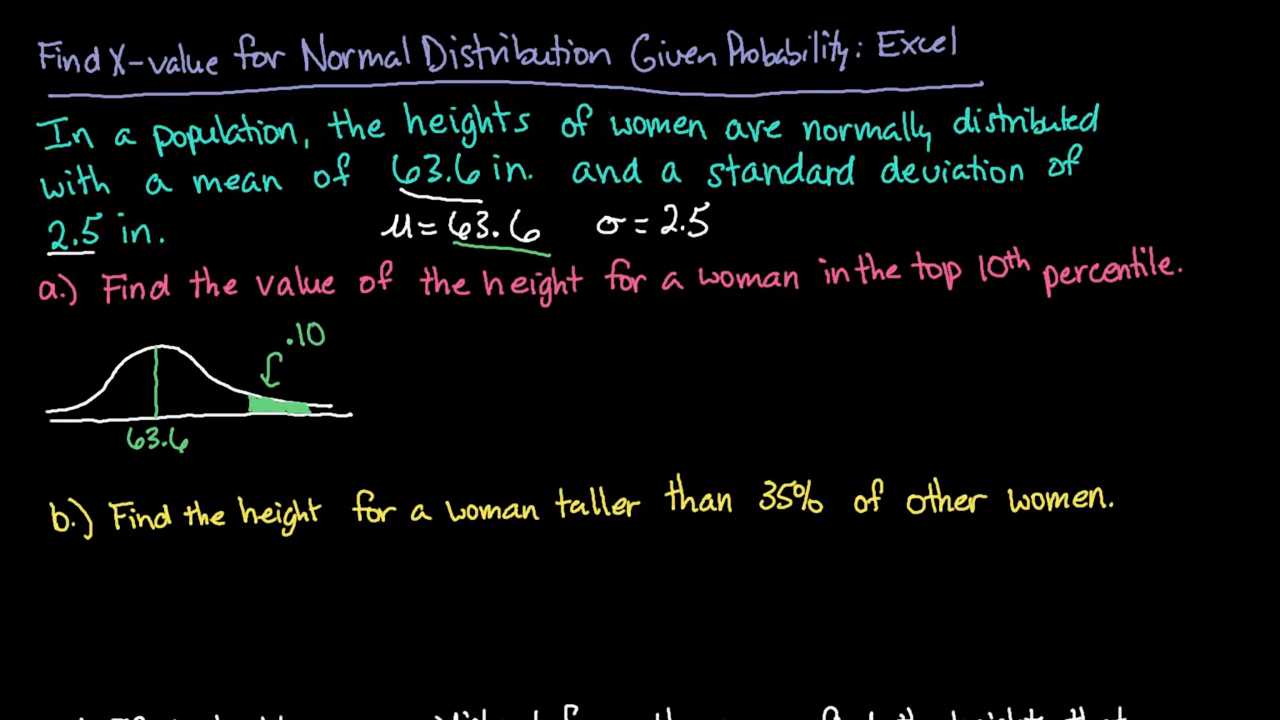 Find X-value for Normal Distribution Given Probability: Excel
In a population, the heights of women are normally distributed
with a mean of 63.6 in. and a standard deviation of
2.5 in. μ = 63.6 σ = 2.5
a.) Find the value of the height for a woman in the top 10th percentile.
.10
63.6
b.) Find the height for a woman taller than 35% of other women.